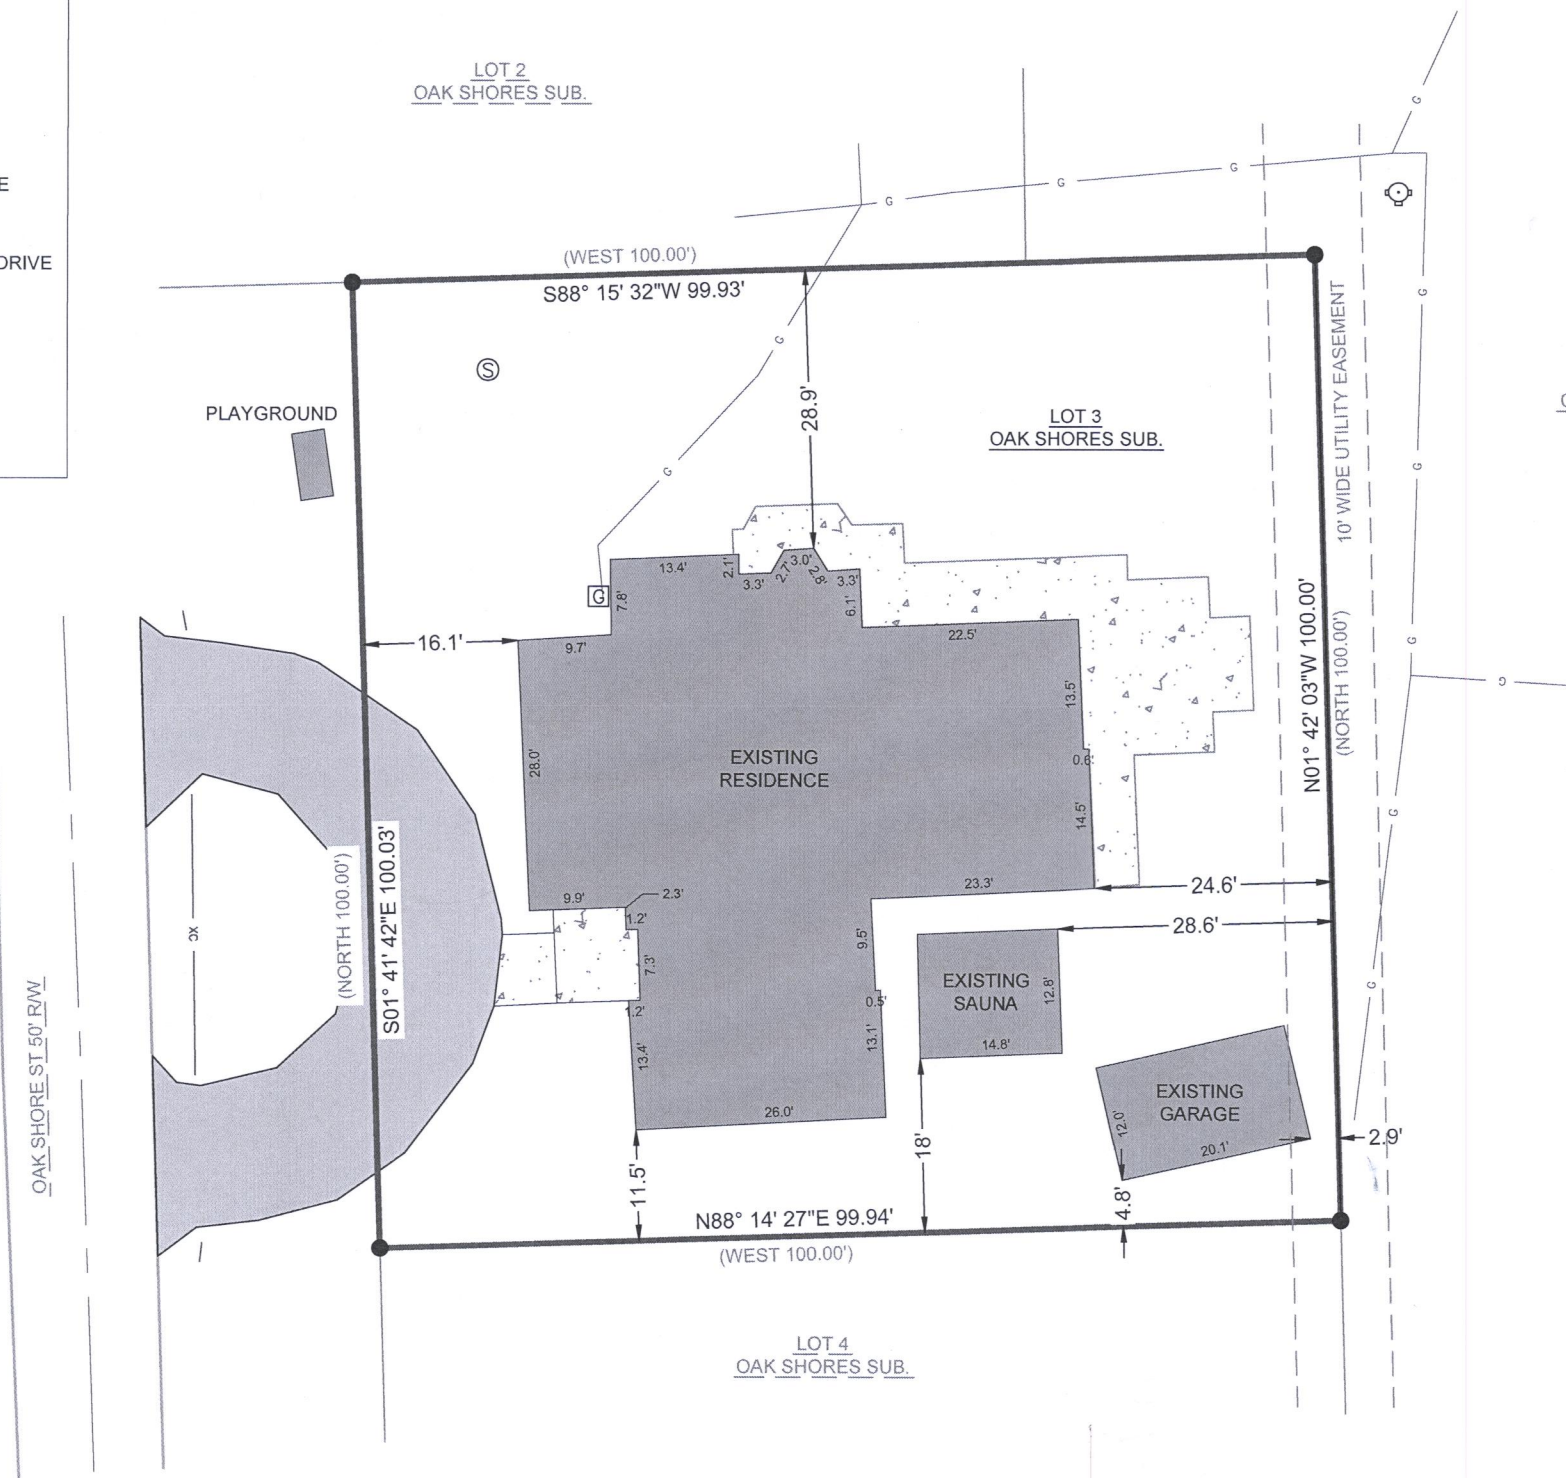 LOT 2
OAK SHORES SUB.
E
DRIVE
(WEST 100.00')
S88° 15' 32"W 99.93'
G
G
G
G
G
G
G
G
G
G
G
G
G
S
PLAYGROUND
28.9'
LOT 3
OAK SHORES SUB.
10' WIDE UTILITY EASEMENT
(NORTH 100.00')
N01° 42' 03"W 100.00'
G
13.4'
2.1'
3.3'
2.7'
3.0'
2.8'
3.3'
6.1'
7.8'
16.1'
9.7'
22.5'
13.5'
0.6'
14.5'
28.0'
EXISTING
RESIDENCE
23.3'
24.6'
28.6'
9.9'
2.3'
1.2'
7.3'
1.2'
13.4'
9.5'
0.5'
13.1'
26.0'
EXISTING
SAUNA
12.8'
14.8'
EXISTING
GARAGE
12.0'
20.1'
2.9'
4.8'
18'
11.5'
(NORTH 100.00')
S01° 41' 42"E 100.03'
XC
OAK SHORE ST 50' R/W
N88° 14' 27"E 99.94'
(WEST 100.00')
LOT 4
OAK SHORES SUB.